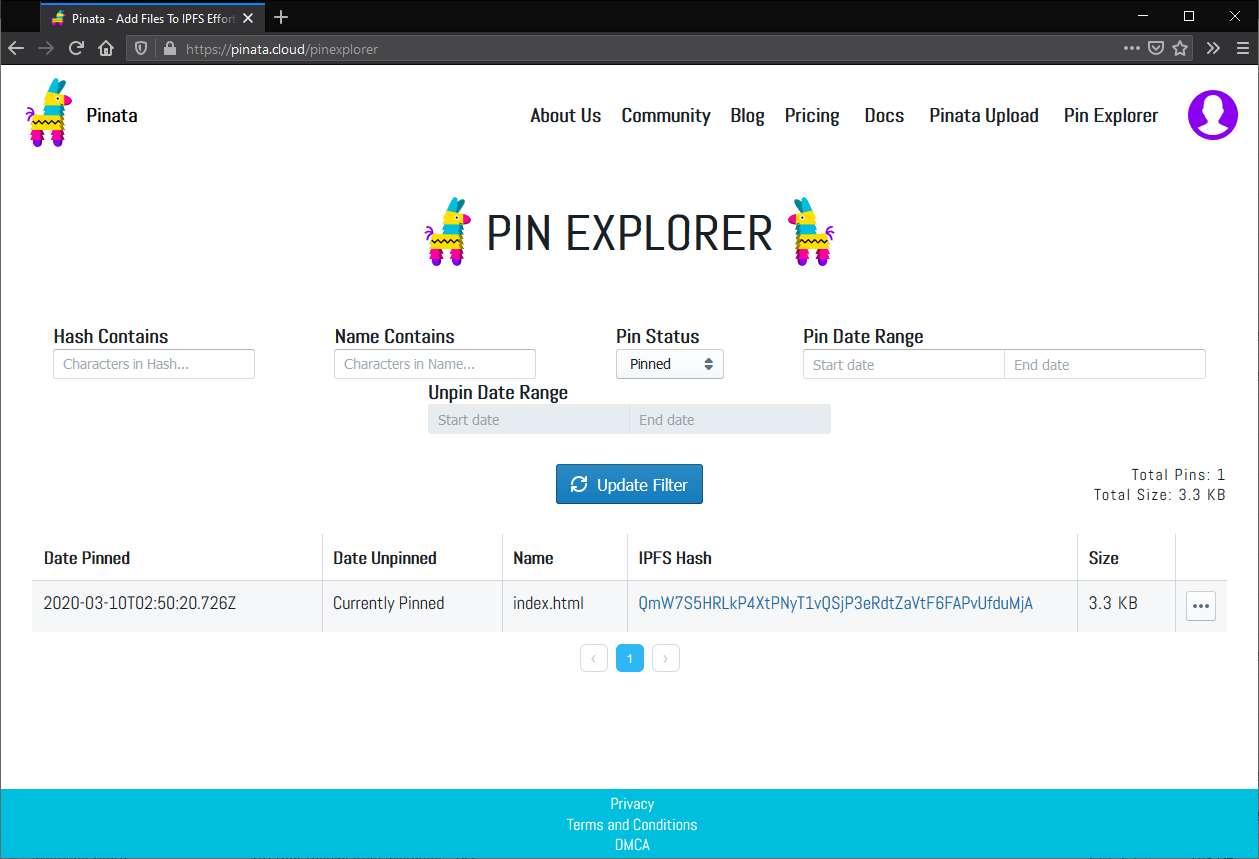 Pinata - Add Files To IPFS Effort
https://pinata.cloud/pinexplorer
Pinata
About Us Community Blog Pricing Docs Pinata Upload Pin Explorer
PIN EXPLORER
Hash Contains Name Contains Pin Status Pin Date Range
Characters in Hash... Characters in Name... Pinned Start date End date
Unpin Date Range
Start date End date
Update Filter
Total Pins: 1
Total Size: 3.3 KB
Date Pinned Date Unpinned Name IPFS Hash Size
2020-03-10T02:50:20.726Z Currently Pinned index.html QmW7S5HRLkP4XtPNyT1vQSjP3eRdtZaVtF6FAPvUfduMjA 3.3 KB
1
Privacy
Terms and Conditions
DMCA